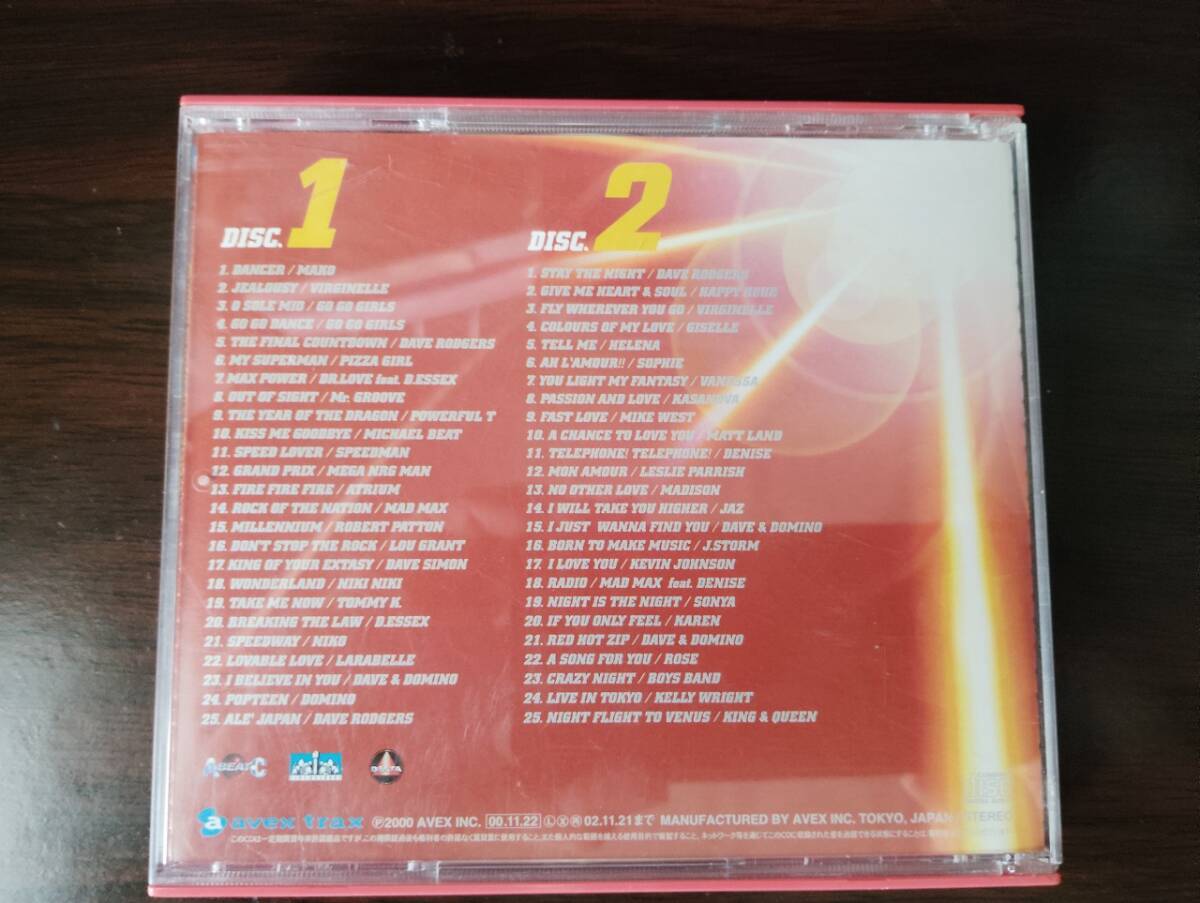 DISC. 1
1. DANCER / MAKO
2. JEALOUSY / VIRGINELLE
3. O SOLE MIO / GO GO GIRLS
4. GO GO DANCE / GO GO GIRLS
5. THE FINAL COUNTDOWN / DAVE RODGERS
6. MY SUPERMAN / PIZZA GIRL
7. MAX POWER / DR.LOVE feat. D.ESSEX
8. OUT OF SIGHT / Mr. GROOVE
9. THE YEAR OF THE DRAGON / POWERFUL T
10. KISS ME GOODBYE / MICHAEL BEAT
11. SPEED LOVER / SPEEDMAN
12. GRAND PRIX / MEGA NRG MAN
13. FIRE FIRE FIRE / ATRIUM
14. ROCK OF THE NATION / MAD MAX
15. MILLENNIUM / ROBERT PATTON
16. DON'T STOP THE ROCK / LOU GRANT
17. KING OF YOUR EXTASY / DAVE SIMON
18. WONDERLAND / NIKI NIKI
19. TAKE ME NOW / TOMMY K.
20. BREAKING THE LAW / D.ESSEX
21. SPEEDWAY / NIKO
22. LOVABLE LOVE / LARABELLE
23. I BELIEVE IN YOU / DAVE & DOMINO
24. POPTEEN / DOMINO
25. ALE' JAPAN / DAVE RODGERS
DISC. 2
1. STAY THE NIGHT / DAVE RODGERS
2. GIVE ME HEART & SOUL / HAPPY HOUR
3. FLY WHEREVER YOU GO / VIRGINELLE
4. COLOURS OF MY LOVE / GISELLE
5. TELL ME / HELENA
6. AH L'AMOUR!! / SOPHIE
7. YOU LIGHT MY FANTASY / VANESSA
8. PASSION AND LOVE / KASANOVA
9. FAST LOVE / MIKE WEST
10. A CHANCE TO LOVE YOU / MATT LAND
11. TELEPHONE! TELEPHONE! / DENISE
12. MON AMOUR / LESLIE PARRISH
13. NO OTHER LOVE / MADISON
14. I WILL TAKE YOU HIGHER / JAZ
15. I JUST WANNA FIND YOU / DAVE & DOMINO
16. BORN TO MAKE MUSIC / J.STORM
17. I LOVE YOU / KEVIN JOHNSON
18. RADIO / MAD MAX feat. DENISE
19. NIGHT IS THE NIGHT / SONYA
20. IF YOU ONLY FEEL / KAREN
21. RED HOT ZIP / DAVE & DOMINO
22. A SONG FOR YOU / ROSE
23. CRAZY NIGHT / BOYS BAND
24. LIVE IN TOKYO / KELLY WRIGHT
25. NIGHT FLIGHT TO VENUS / KING & QUEEN
A BEAT C
DELTA
avex trax ℗2000 AVEX INC. 00.11.22 02.11.21まで MANUFACTURED BY AVEX INC. TOKYO, JAPAN STEREO